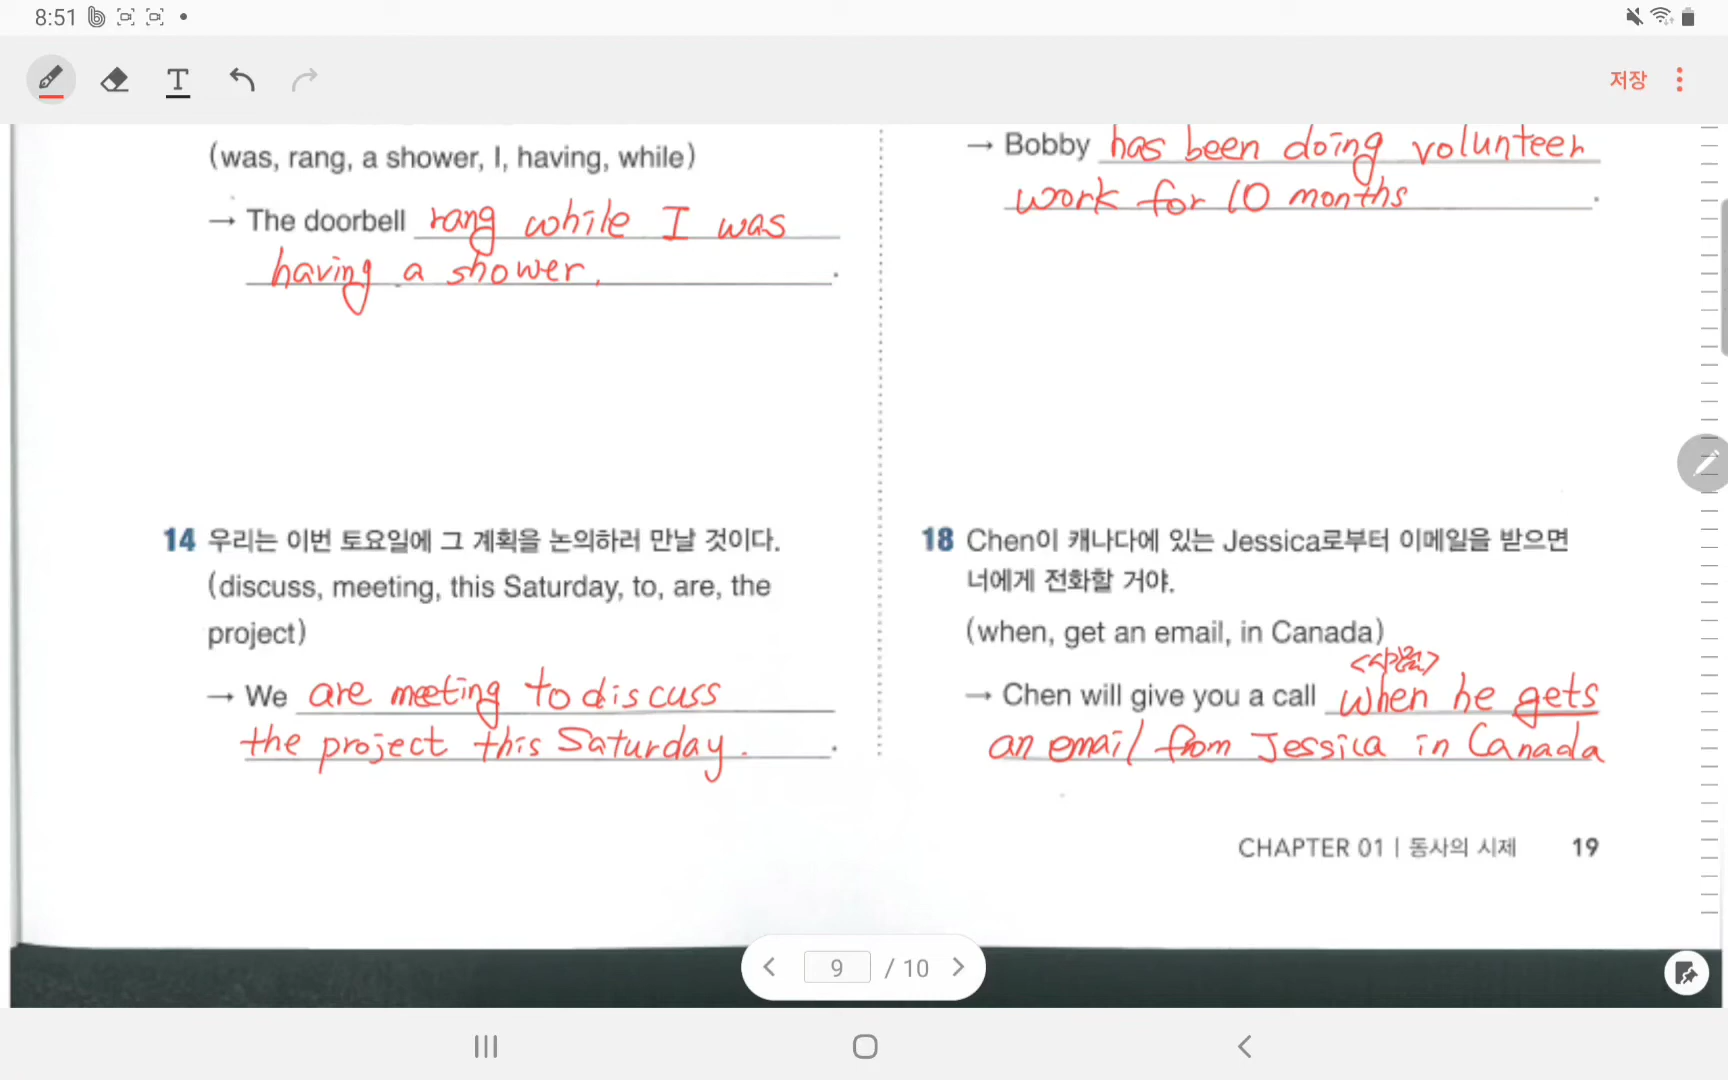 8:51
저장
(was, rang, a shower, I, having, while)
→ The doorbell rang while I was
having a shower.
14 우리는 이번 토요일에 그 계획을 논의하러 만날 것이다.
(discuss, meeting, this Saturday, to, are, the
project)
→ We are meeting to discuss
the project this Saturday.
→ Bobby has been doing volunteer
work for 10 months.
18 Chen이 캐나다에 있는 Jessica로부터 이메일을 받으면
너에게 전화할 거야.
(when, get an email, in Canada)
→ Chen will give you a call when he gets
an email from Jessica in Canada
CHAPTER 01 | 동사의 시제 19
9 / 10